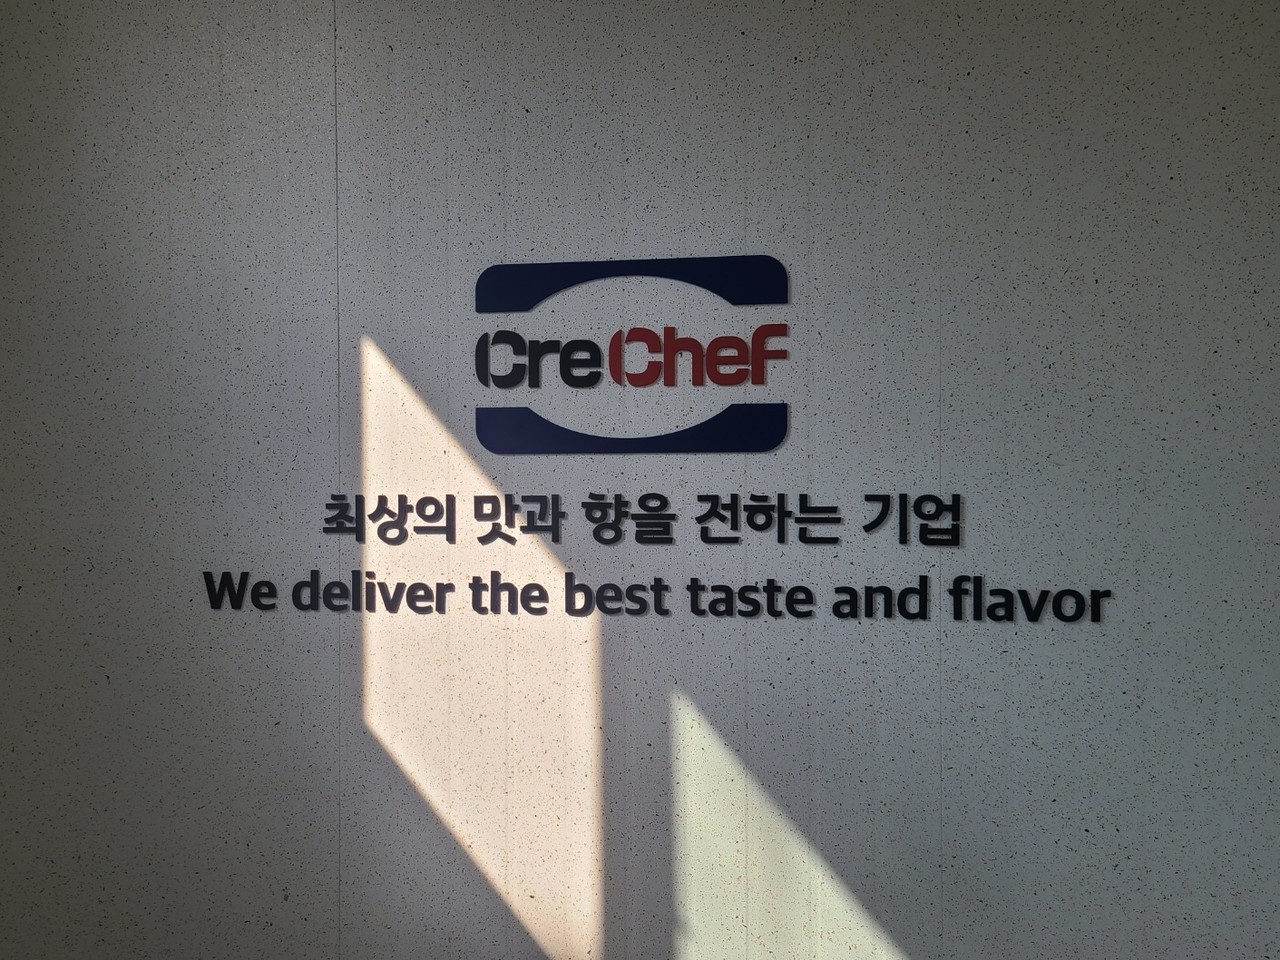 CreChef
최상의 맛과 향을 전하는 기업
We deliver the best taste and flavor